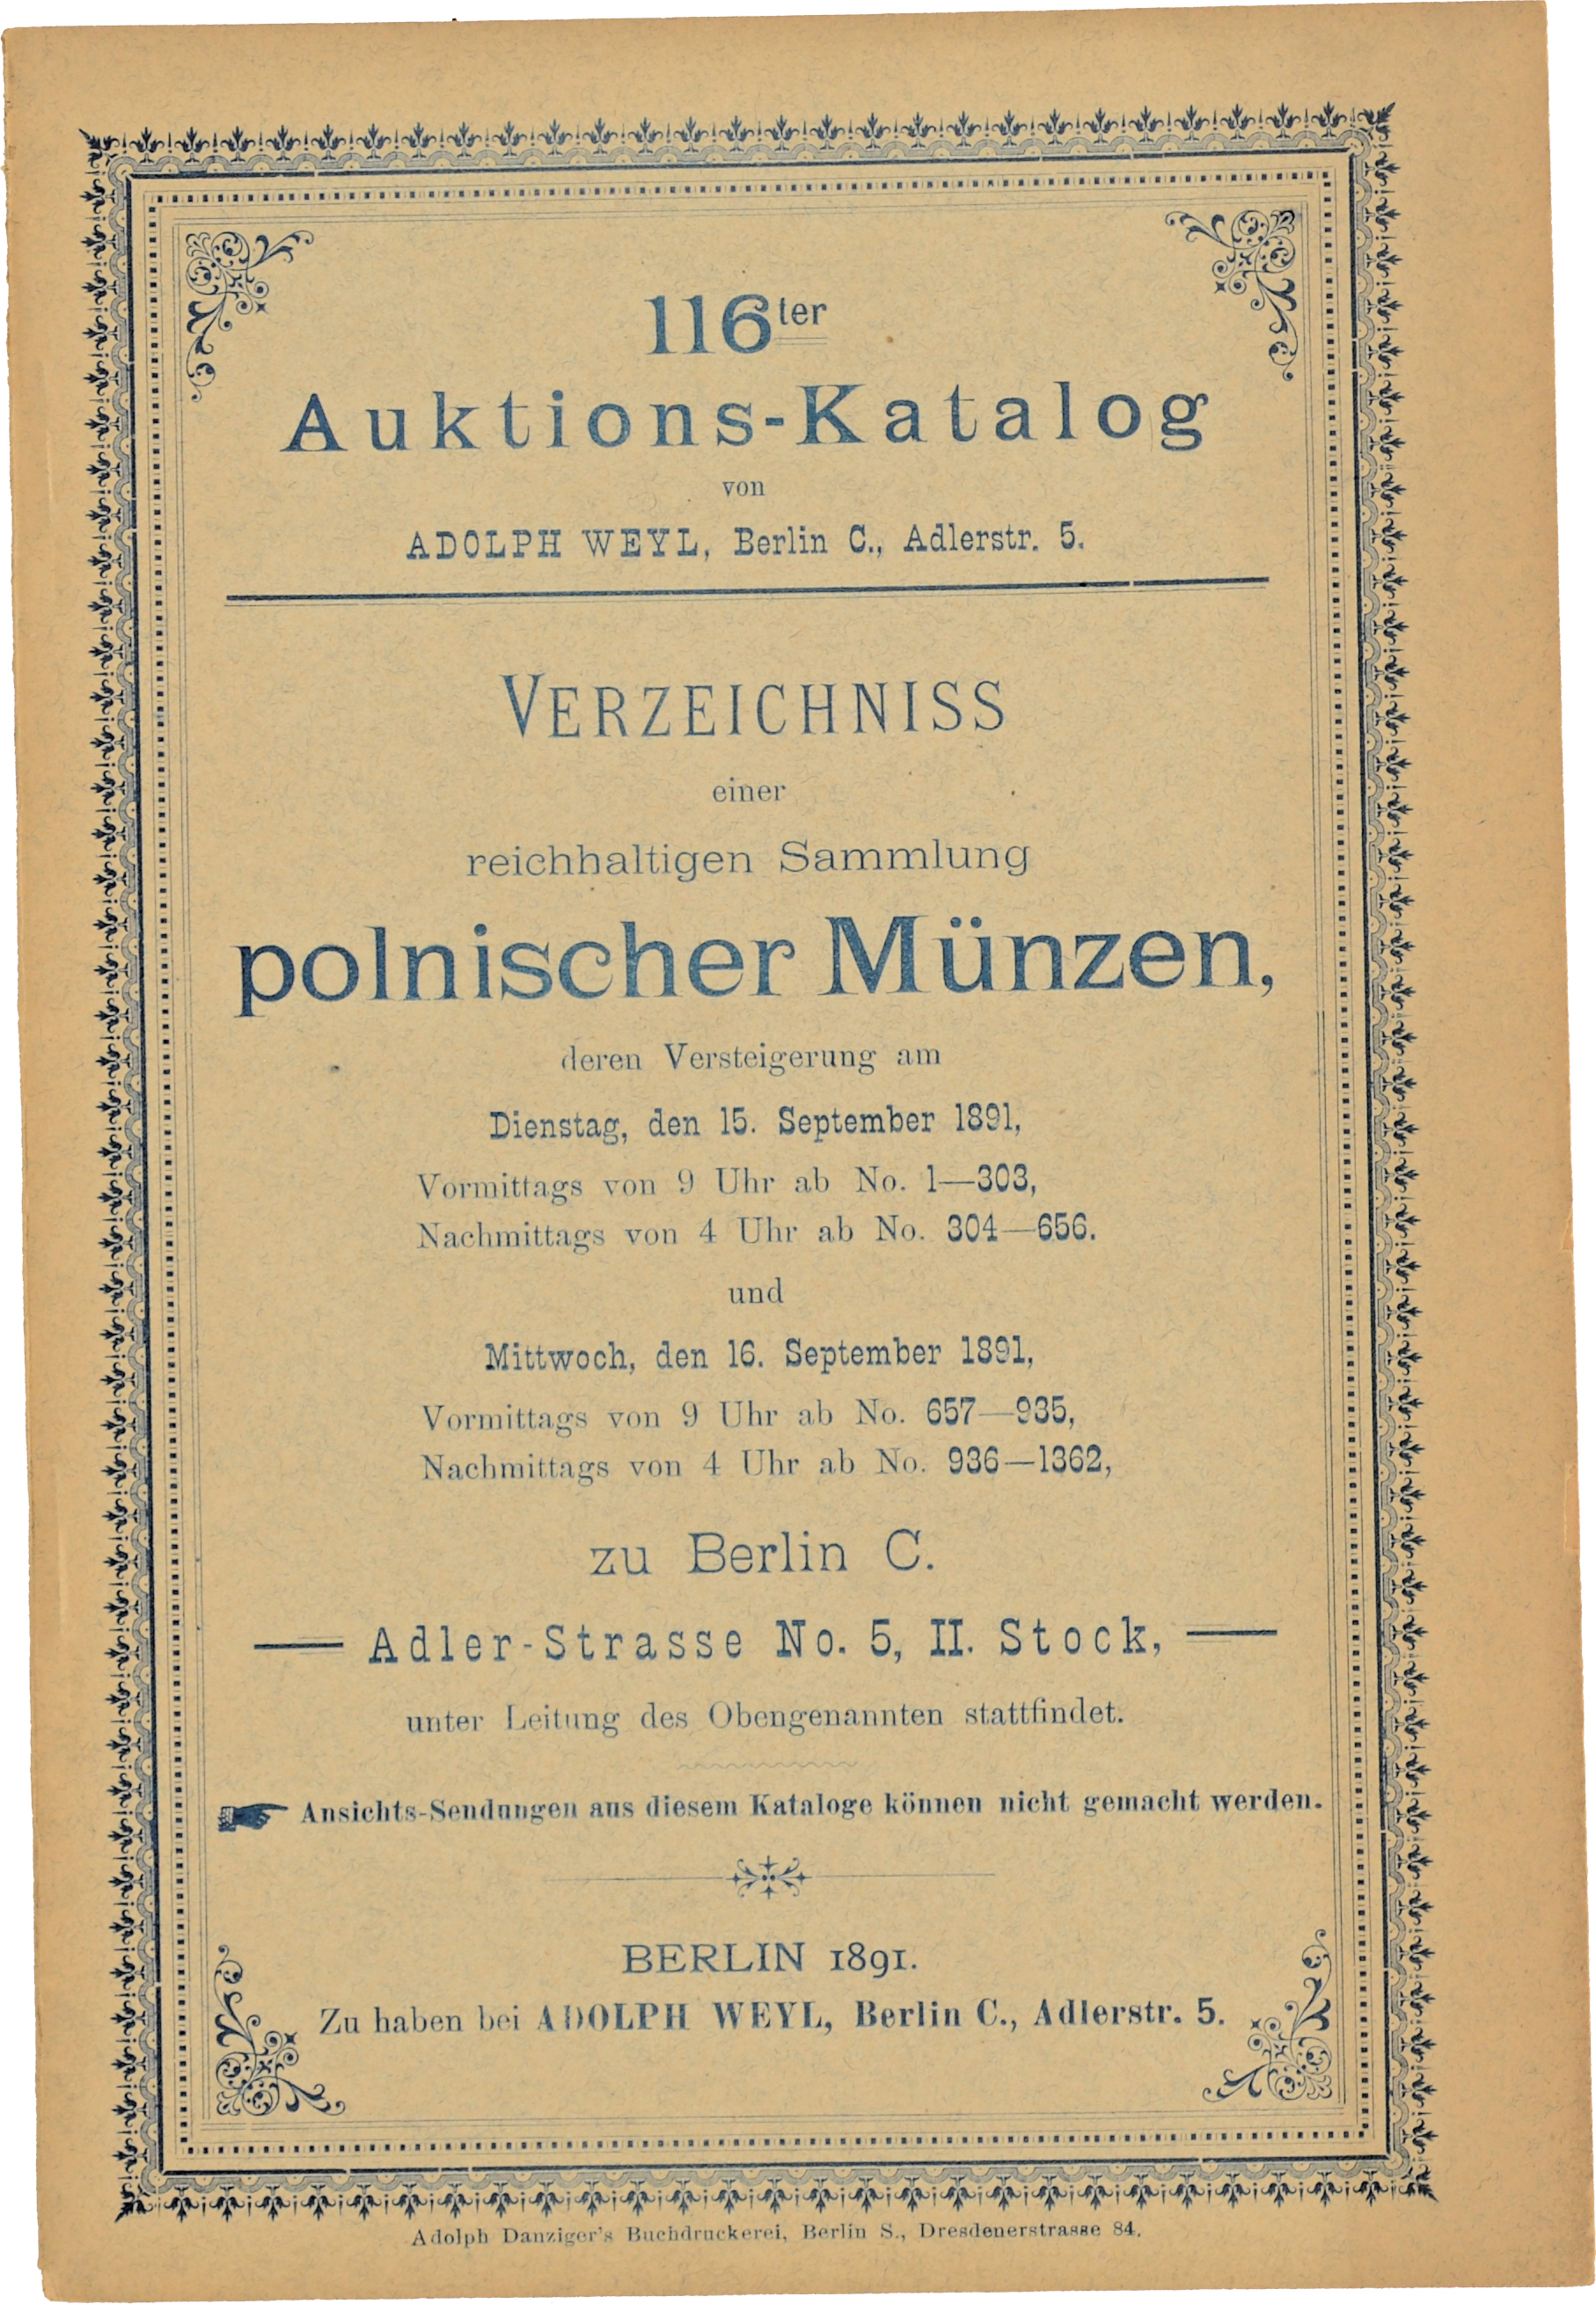 116ter
Auktions-Katalog
von
ADOLPH WEYL, Berlin C., Adlerstr. 5.
VERZEICHNISS
einer
reichhaltigen Sammlung
polnischer Münzen,
deren Versteigerung am
Dienstag, den 15. September 1891,
Vormittags von 9 Uhr ab No. 1—303,
Nachmittags von 4 Uhr ab No. 304—656.
und
Mittwoch, den 16. September 1891,
Vormittags von 9 Uhr ab No. 657—935,
Nachmittags von 4 Uhr ab No. 936—1362,
zu Berlin C.
— Adler-Strasse No. 5, II. Stock, —
unter Leitung des Obengenannten stattfindet.
Ansichts-Sendungen aus diesem Kataloge können nicht gemacht werden.
BERLIN 1891.
Zu haben bei ADOLPH WEYL, Berlin C., Adlerstr. 5.
Adolph Danziger's Buchdruckerei, Berlin S., Dresdenerstrasse 84.